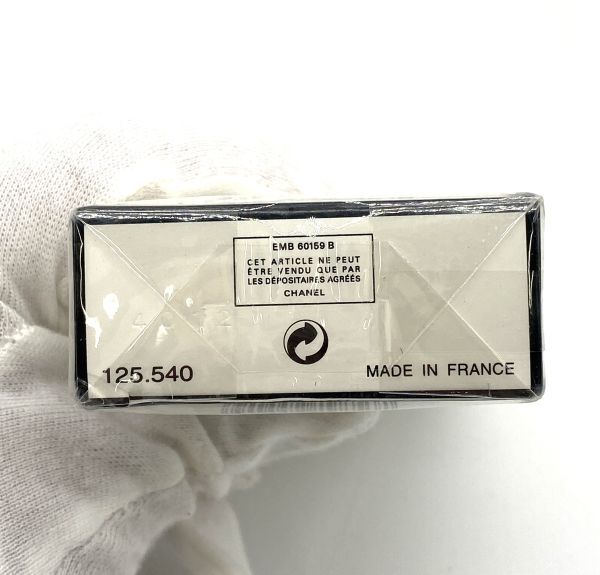 EMB 60159 B
CET ARTICLE NE PEUT
ÊTRE VENDU QUE PAR
LES DÉPOSITAIRES AGRÉÉS
CHANEL
125.540
MADE IN FRANCE